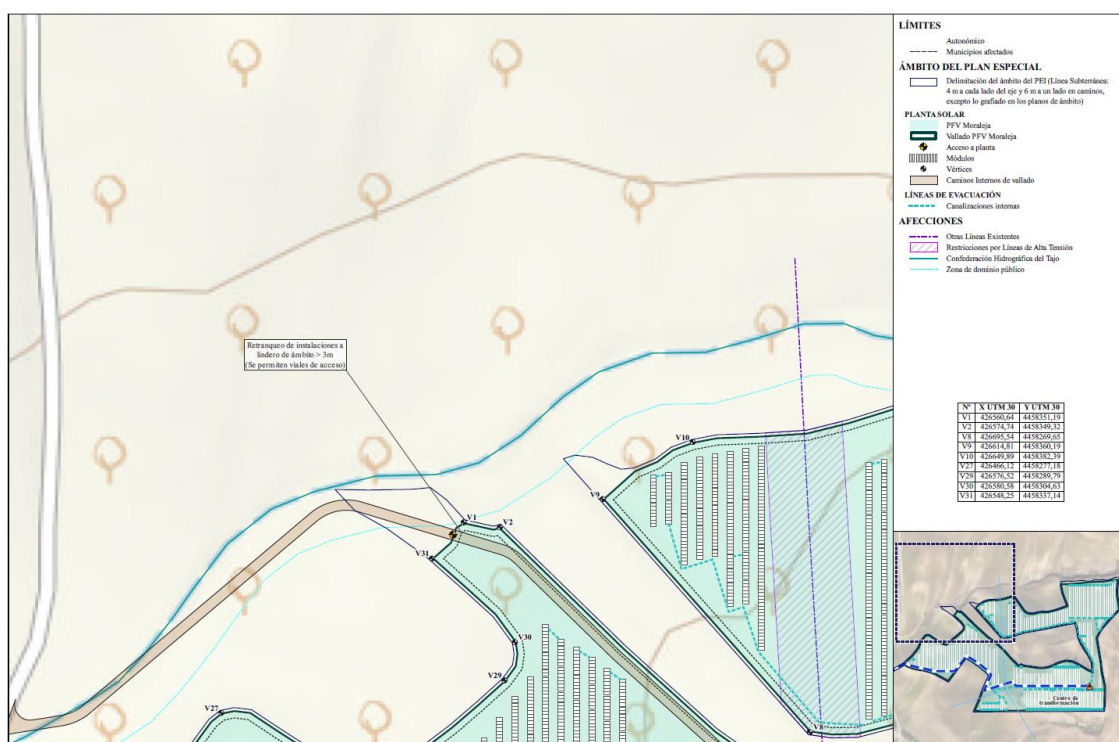 LÍMITES
Autonómico
Municipios afectados
ÁMBITO DEL PLAN ESPECIAL
Delimitación del ámbito del PEI (Línea Subterránea:
4 m a cada lado del eje y 6 m a un lado en caminos,
excepto lo grafiado en los planos de ámbito)
PLANTA SOLAR
PFV Moraleja
Vallado PFV Moraleja
Acceso a planta
Módulos
Vértices
Caminos Internos de vallado
LÍNEAS DE EVACUACIÓN
Canalizaciones internas
AFECCIONES
Otras Líneas Existentes
Restricciones por Líneas de Alta Tensión
Confederación Hidrográfica del Tajo
Zona de dominio público
Retranqueo de instalaciones a
lindero de ámbito > 3m
(Se permiten viales de acceso)
V10
V9
V1
V2
V31
V30
V29
V27
V8
Nº X UTM 30 Y UTM 30
V1 426560,64 4458351,19
V2 426574,74 4458349,32
V8 426695,54 4458269,65
V9 426614,81 4458360,19
V10 426649,89 4458382,39
V27 426466,12 4458277,18
V29 426576,52 4458289,79
V30 426580,58 4458304,63
V31 426548,25 4458337,14
Centro de
transformación